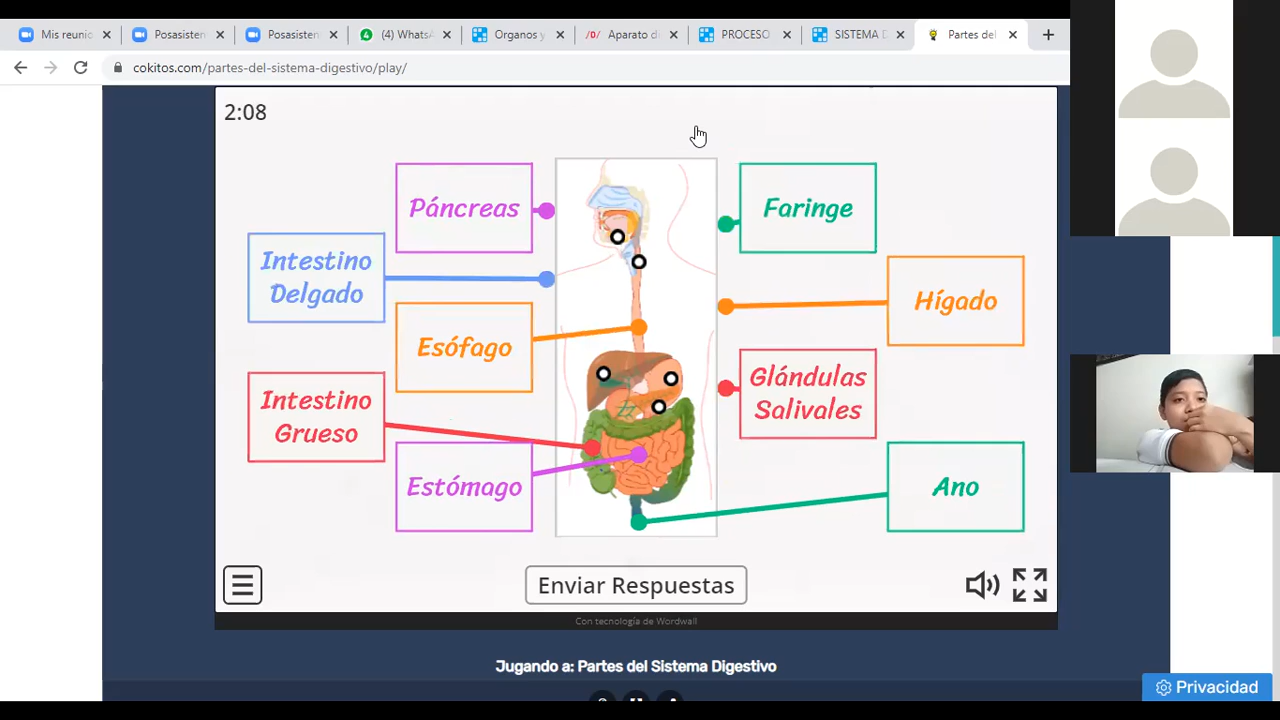 Mis reunio
Posasisten
Posasisten
(4) WhatsA
Organos y
/D/ Aparato de
PROCESO
SISTEMA D
Partes del
cokitos.com/partes-del-sistema-digestivo/play/
2:08
Páncreas
Faringe
Intestino
Delgado
Hígado
Esófago
Glándulas
Salivales
Intestino
Grueso
Estómago
Ano
Enviar Respuestas
Con tecnología de Wordwall
Jugando a: Partes del Sistema Digestivo
Privacidad